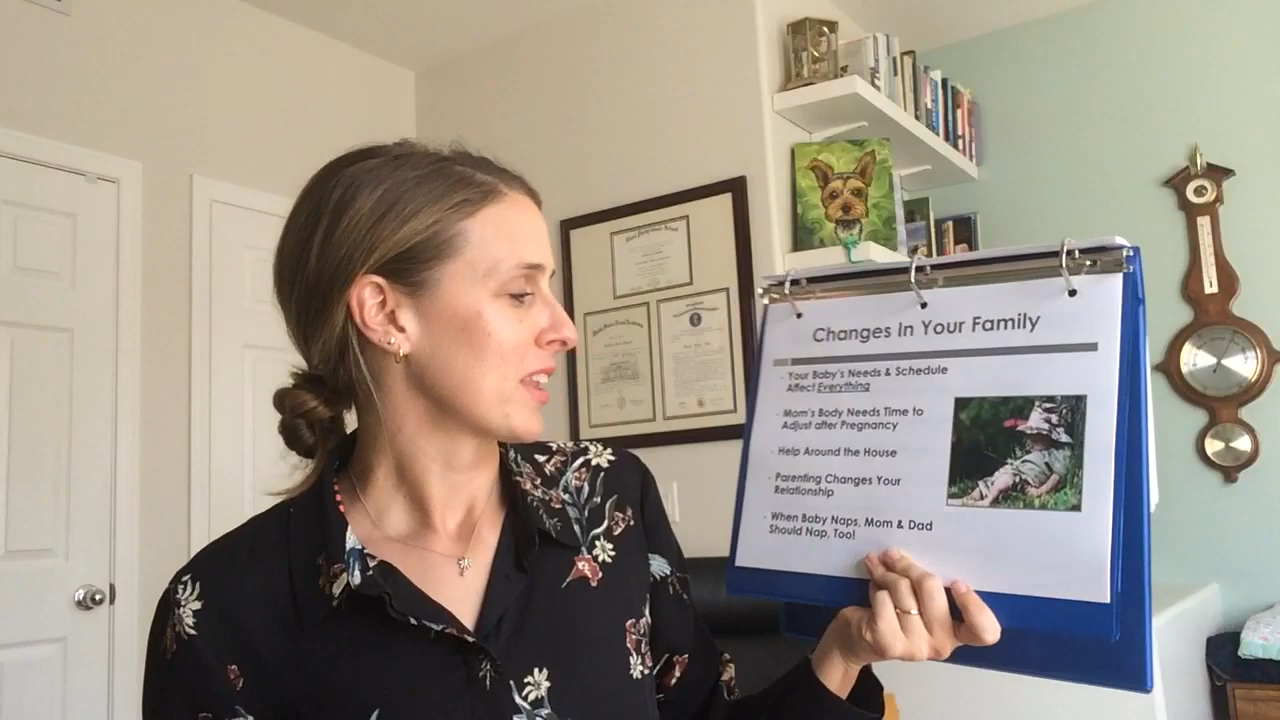 Changes In Your Family
Your Baby's Needs & Schedule
Affect Everything
Mom's Body Needs Time to
Adjust after Pregnancy
Help Around the House
Parenting Changes Your
Relationship
When Baby Naps, Mom & Dad
Should Nap, Too!